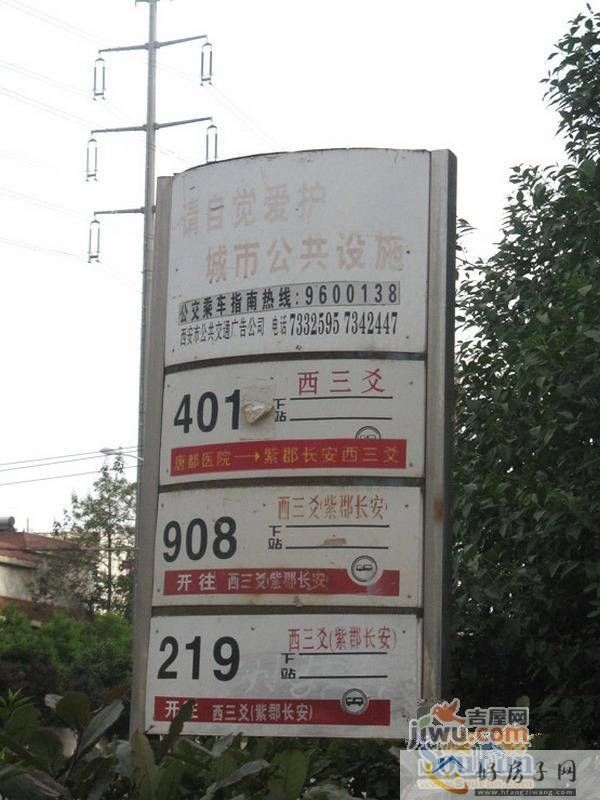 请自觉爱护
城市公共设施
公交乘车指南热线:9600138
西安市公共交通广告公司 电话7332595 7342447
401 下站 西三爻
唐都医院→紫郡长安西三爻
908 下站 西三爻(紫郡长安)
开往 西三爻(紫郡长安)
219 下站 西三爻(紫郡长安)
开往 西三爻(紫郡长安)
吉屋网
jiwu.com
好房子网
www.hfangziwang.com